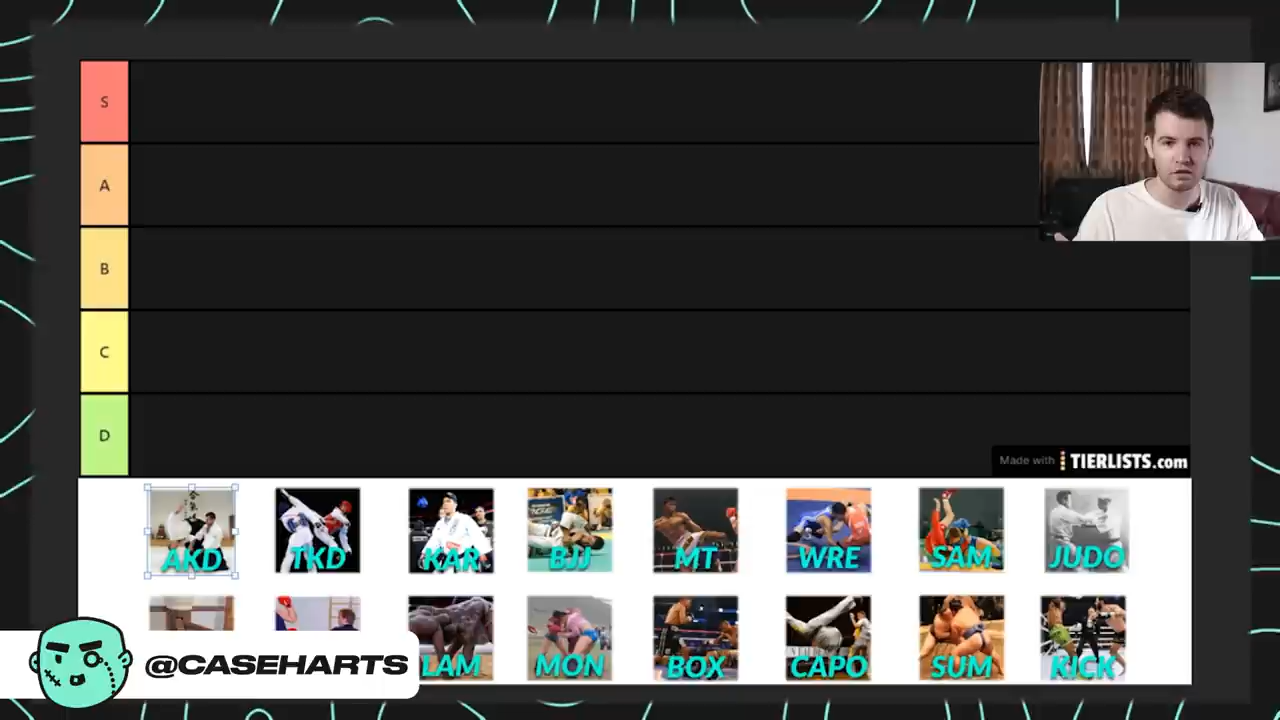 S
A
B
C
D
Made with TIERLISTS.com
AKD TKD KAR BJJ MT WRE SAM JUDO
LAM MON BOX CAPO SUM KICK
@CASEHARTS